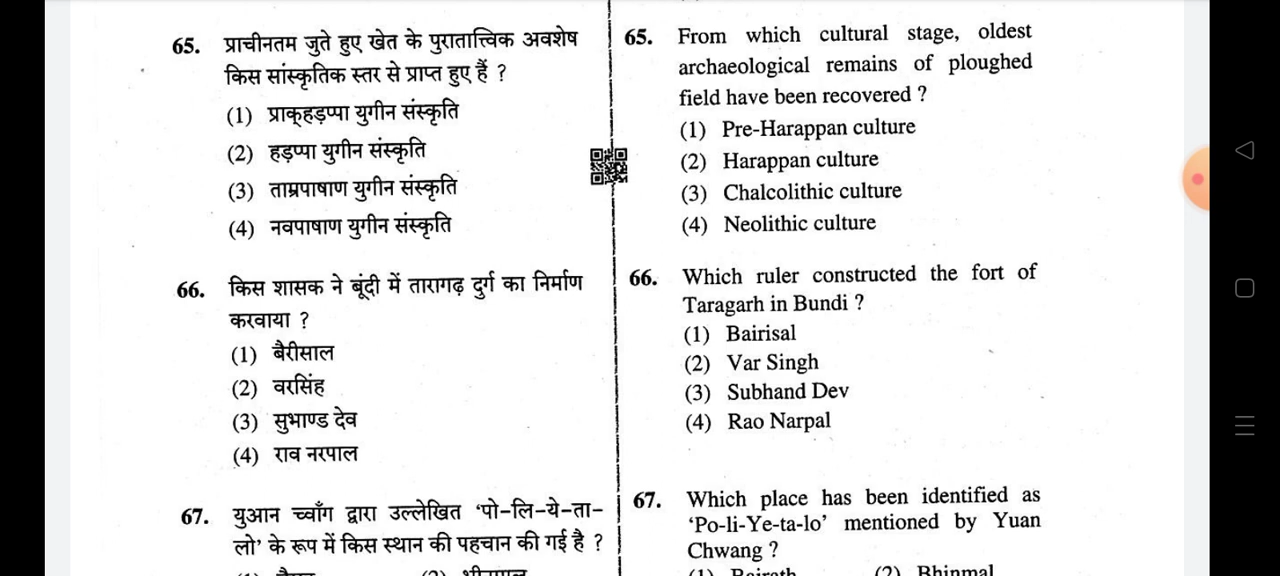 65. प्राचीनतम जुते हुए खेत के पुरातात्त्विक अवशेष
किस सांस्कृतिक स्तर से प्राप्त हुए हैं ?
(1) प्राक्हड़प्पा युगीन संस्कृति
(2) हड़प्पा युगीन संस्कृति
(3) ताम्रपाषाण युगीन संस्कृति
(4) नवपाषाण युगीन संस्कृति
66. किस शासक ने बूंदी में तारागढ़ दुर्ग का निर्माण
करवाया ?
(1) बैरीसाल
(2) वरसिंह
(3) सुभाण्ड देव
(4) राव नरपाल
67. युआन च्वाँग द्वारा उल्लेखित ‘पो-लि-ये-ता-
लो’ के रूप में किस स्थान की पहचान की गई है ?
65. From which cultural stage, oldest
archaeological remains of ploughed
field have been recovered ?
(1) Pre-Harappan culture
(2) Harappan culture
(3) Chalcolithic culture
(4) Neolithic culture
66. Which ruler constructed the fort of
Taragarh in Bundi ?
(1) Bairisal
(2) Var Singh
(3) Subhand Dev
(4) Rao Narpal
67. Which place has been identified as
‘Po-li-Ye-ta-lo’ mentioned by Yuan
Chwang ?
(1) Bairath (2) Bhinmal